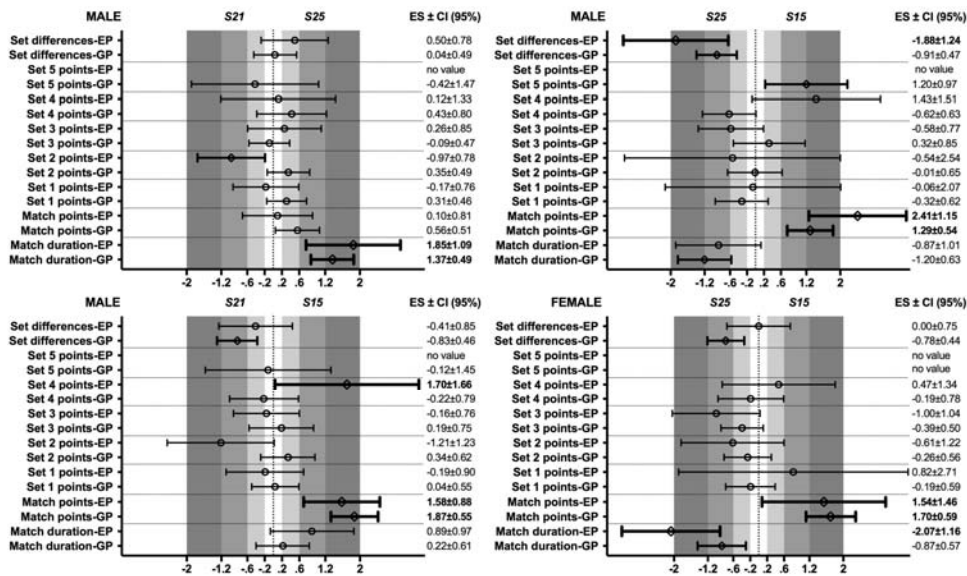 MALE S21 S25 ES ± CI (95%)
Set differences-EP 0.50±0.78
Set differences-GP 0.04±0.49
Set 5 points-EP no value
Set 5 points-GP -0.42±1.47
Set 4 points-EP 0.12±1.33
Set 4 points-GP 0.43±0.80
Set 3 points-EP 0.26±0.85
Set 3 points-GP -0.09±0.47
Set 2 points-EP -0.97±0.78
Set 2 points-GP 0.35±0.49
Set 1 points-EP -0.17±0.76
Set 1 points-GP 0.31±0.46
Match points-EP 0.10±0.81
Match points-GP 0.56±0.51
Match duration-EP 1.85±1.09
Match duration-GP 1.37±0.49
-2 -1.2 -.6 -.2 .2 .6 1.2 2
MALE S25 S15 ES ± CI (95%)
Set differences-EP -1.88±1.24
Set differences-GP -0.91±0.47
Set 5 points-EP no value
Set 5 points-GP 1.20±0.97
Set 4 points-EP 1.43±1.51
Set 4 points-GP -0.62±0.63
Set 3 points-EP -0.58±0.77
Set 3 points-GP 0.32±0.85
Set 2 points-EP -0.54±2.54
Set 2 points-GP -0.01±0.65
Set 1 points-EP -0.06±2.07
Set 1 points-GP -0.32±0.62
Match points-EP 2.41±1.15
Match points-GP 1.29±0.54
Match duration-EP -0.87±1.01
Match duration-GP -1.20±0.63
-2 -1.2 -.6 -.2 .2 .6 1.2 2
MALE S21 S15 ES ± CI (95%)
Set differences-EP -0.41±0.85
Set differences-GP -0.83±0.46
Set 5 points-EP no value
Set 5 points-GP -0.12±1.45
Set 4 points-EP 1.70±1.66
Set 4 points-GP -0.22±0.79
Set 3 points-EP -0.16±0.76
Set 3 points-GP 0.19±0.75
Set 2 points-EP -1.21±1.23
Set 2 points-GP 0.34±0.62
Set 1 points-EP -0.19±0.90
Set 1 points-GP 0.04±0.55
Match points-EP 1.58±0.88
Match points-GP 1.87±0.55
Match duration-EP 0.89±0.97
Match duration-GP 0.22±0.61
-2 -1.2 -.6 -.2 .2 .6 1.2 2
FEMALE S25 S15 ES ± CI (95%)
Set differences-EP 0.00±0.75
Set differences-GP -0.78±0.44
Set 5 points-EP no value
Set 5 points-GP no value
Set 4 points-EP 0.47±1.34
Set 4 points-GP -0.19±0.78
Set 3 points-EP -1.00±1.04
Set 3 points-GP -0.39±0.50
Set 2 points-EP -0.61±1.22
Set 2 points-GP -0.26±0.56
Set 1 points-EP 0.82±2.71
Set 1 points-GP -0.19±0.59
Match points-EP 1.54±1.46
Match points-GP 1.70±0.59
Match duration-EP -2.07±1.16
Match duration-GP -0.87±0.57
-2 -1.2 -.6 -.2 .2 .6 1.2 2